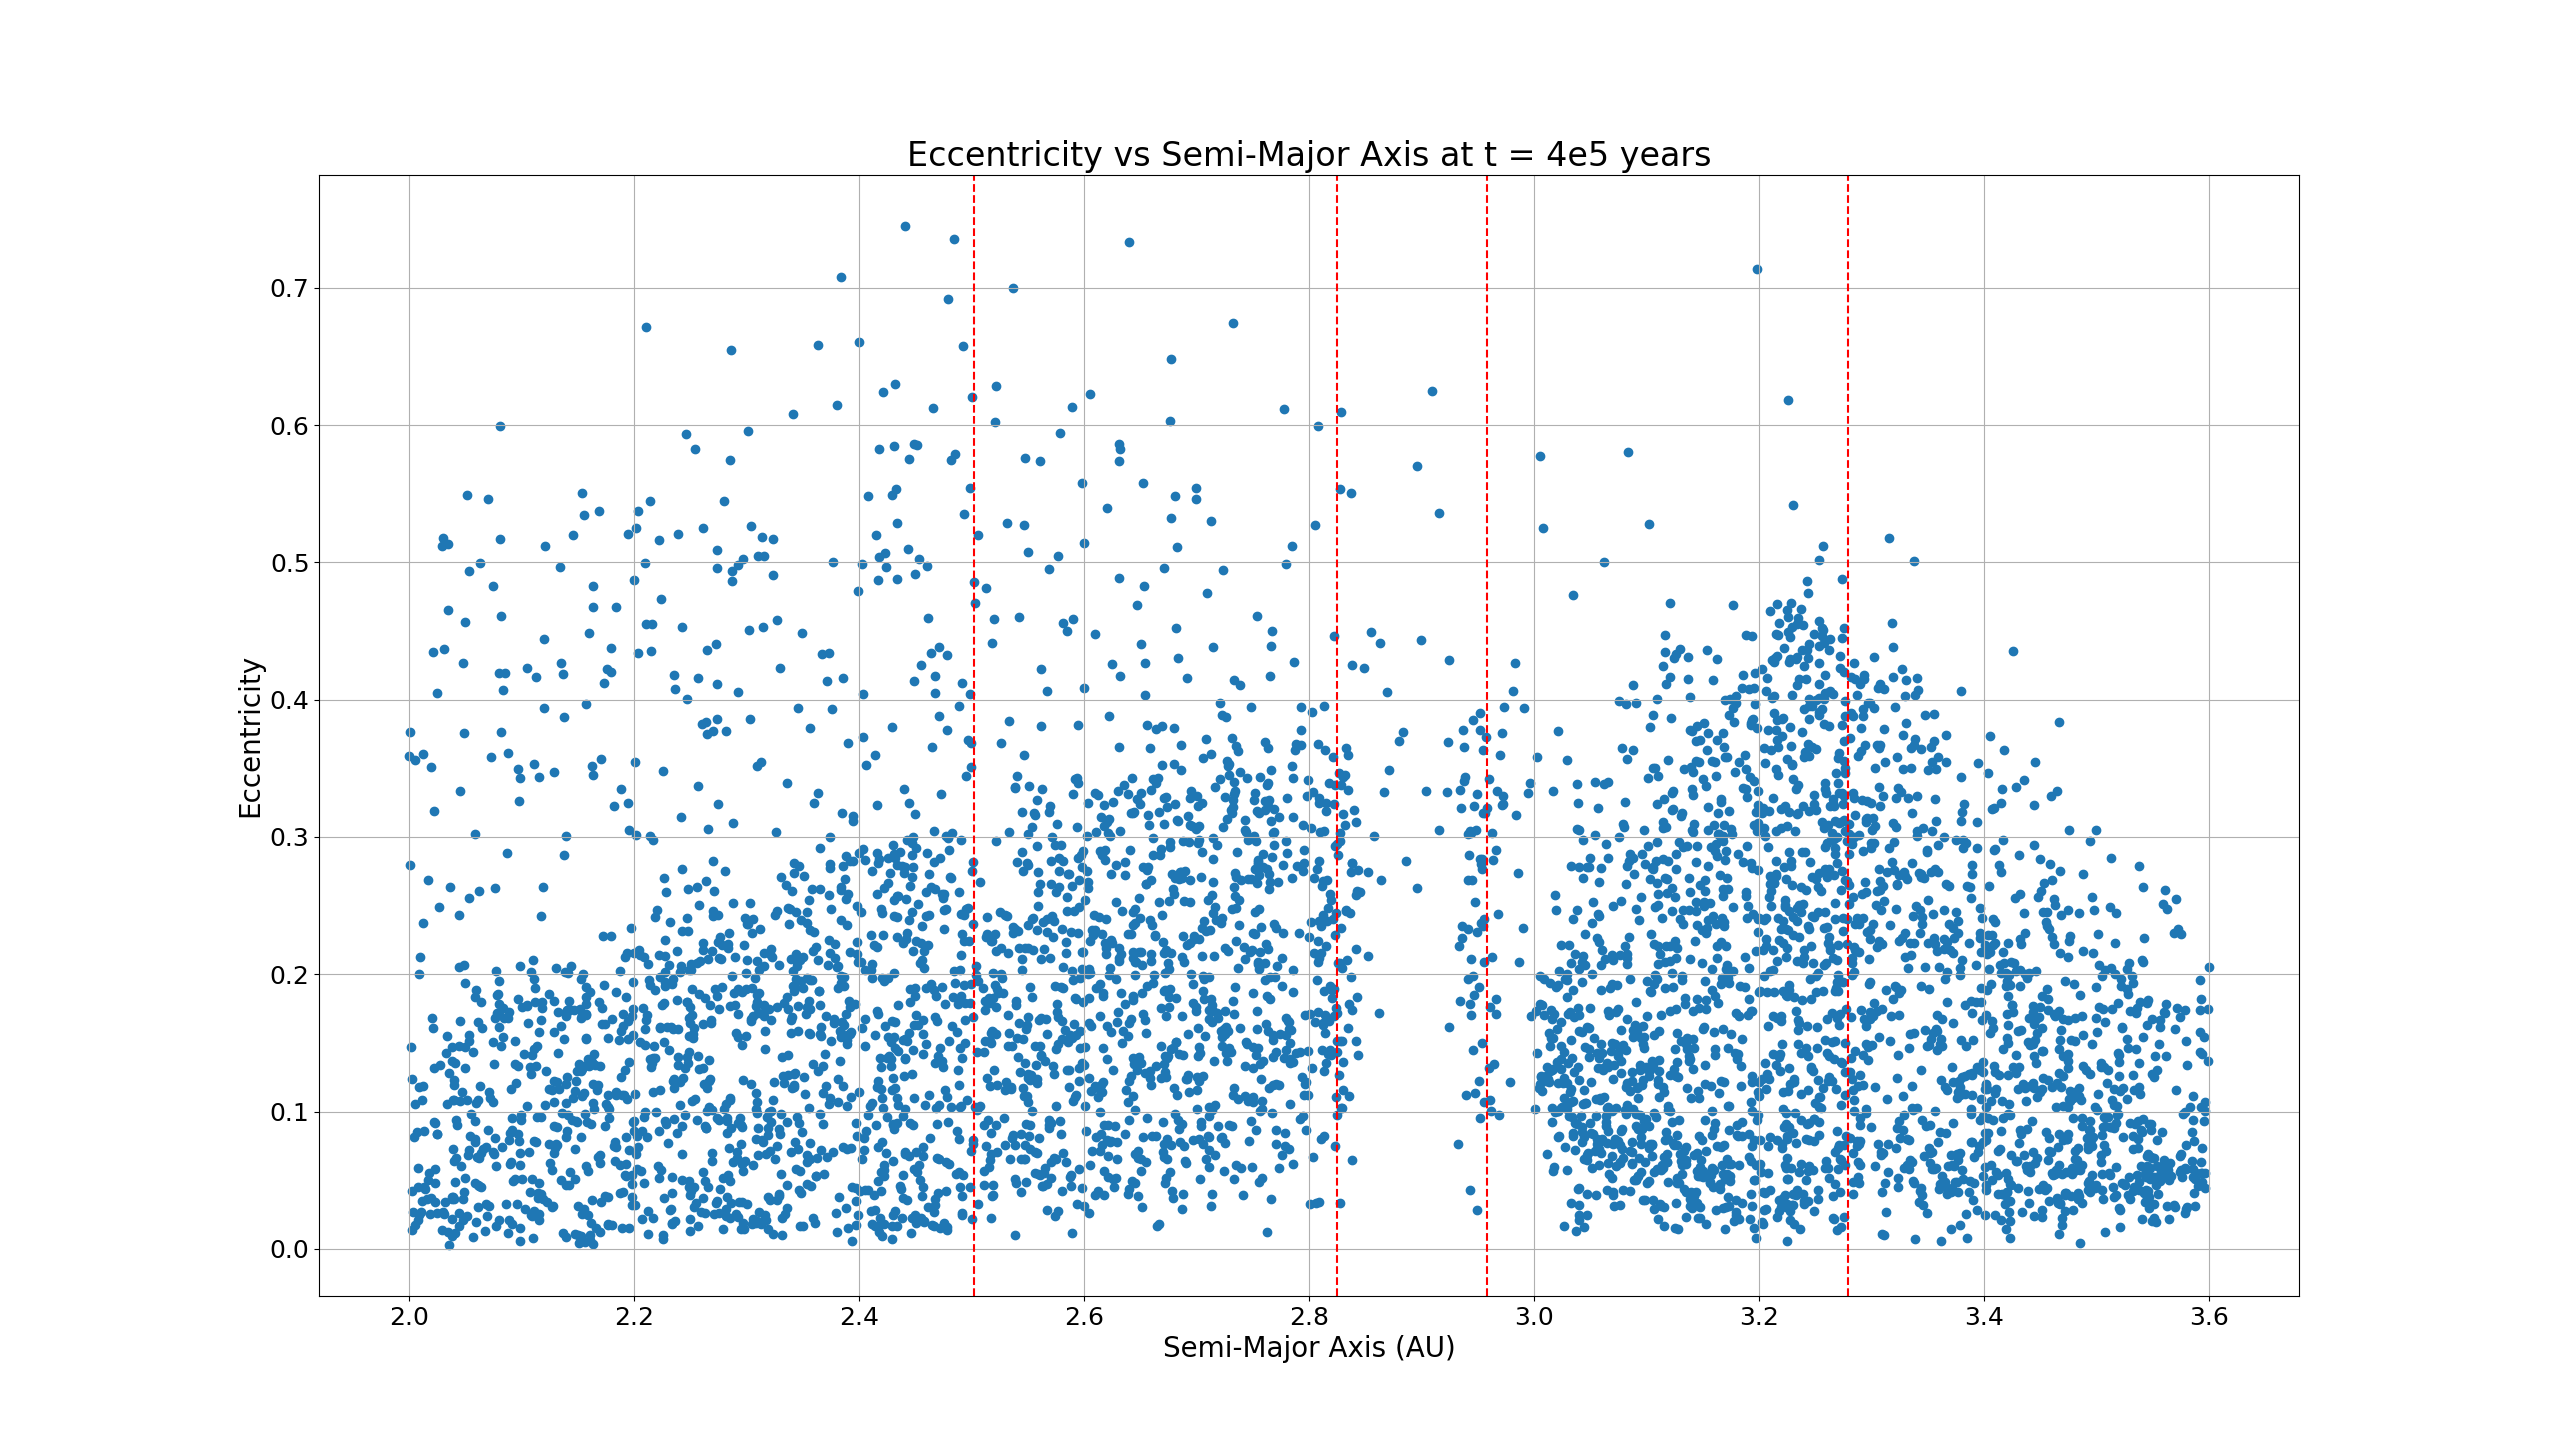 Eccentricity vs Semi-Major Axis at t = 4e5 years
0.7
0.6
0.5
0.4
0.3
0.2
0.1
0.0
Eccentricity
2.0 2.2 2.4 2.6 2.8 3.0 3.2 3.4 3.6
Semi-Major Axis (AU)